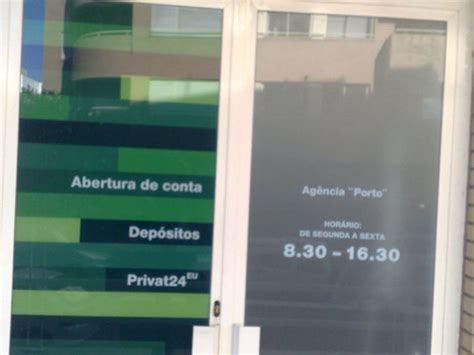 Abertura de conta
Depósitos
Privat24EU
Agência "Porto"
HORÁRIO:
DE SEGUNDA A SEXTA
8.30 - 16.30